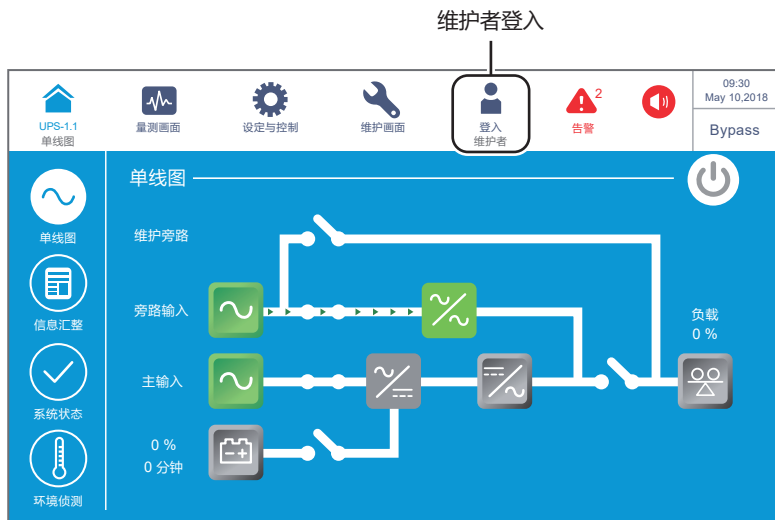 维护者登入
UPS-1.1
单线图
量测画面
设定与控制
维护画面
登入
维护者
2
告警
09:30
May 10,2018
Bypass
单线图
单线图
信息汇整
系统状态
环境侦测
维护旁路
旁路输入
主输入
0 %
0 分钟
负载
0 %